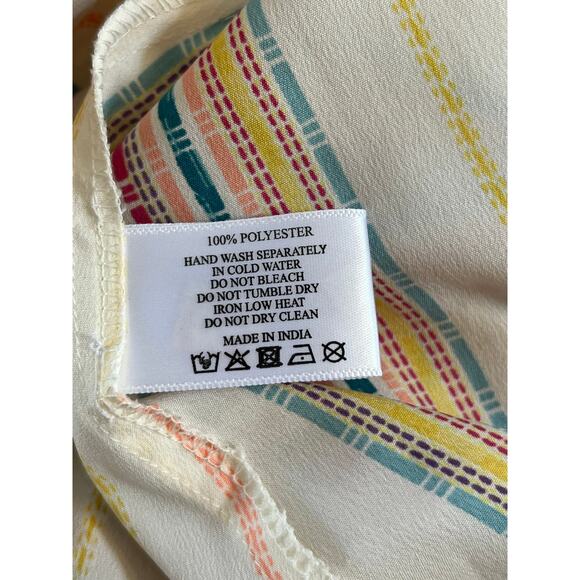 100% POLYESTER
HAND WASH SEPARATELY
IN COLD WATER
DO NOT BLEACH
DO NOT TUMBLE DRY
IRON LOW HEAT
DO NOT DRY CLEAN
MADE IN INDIA